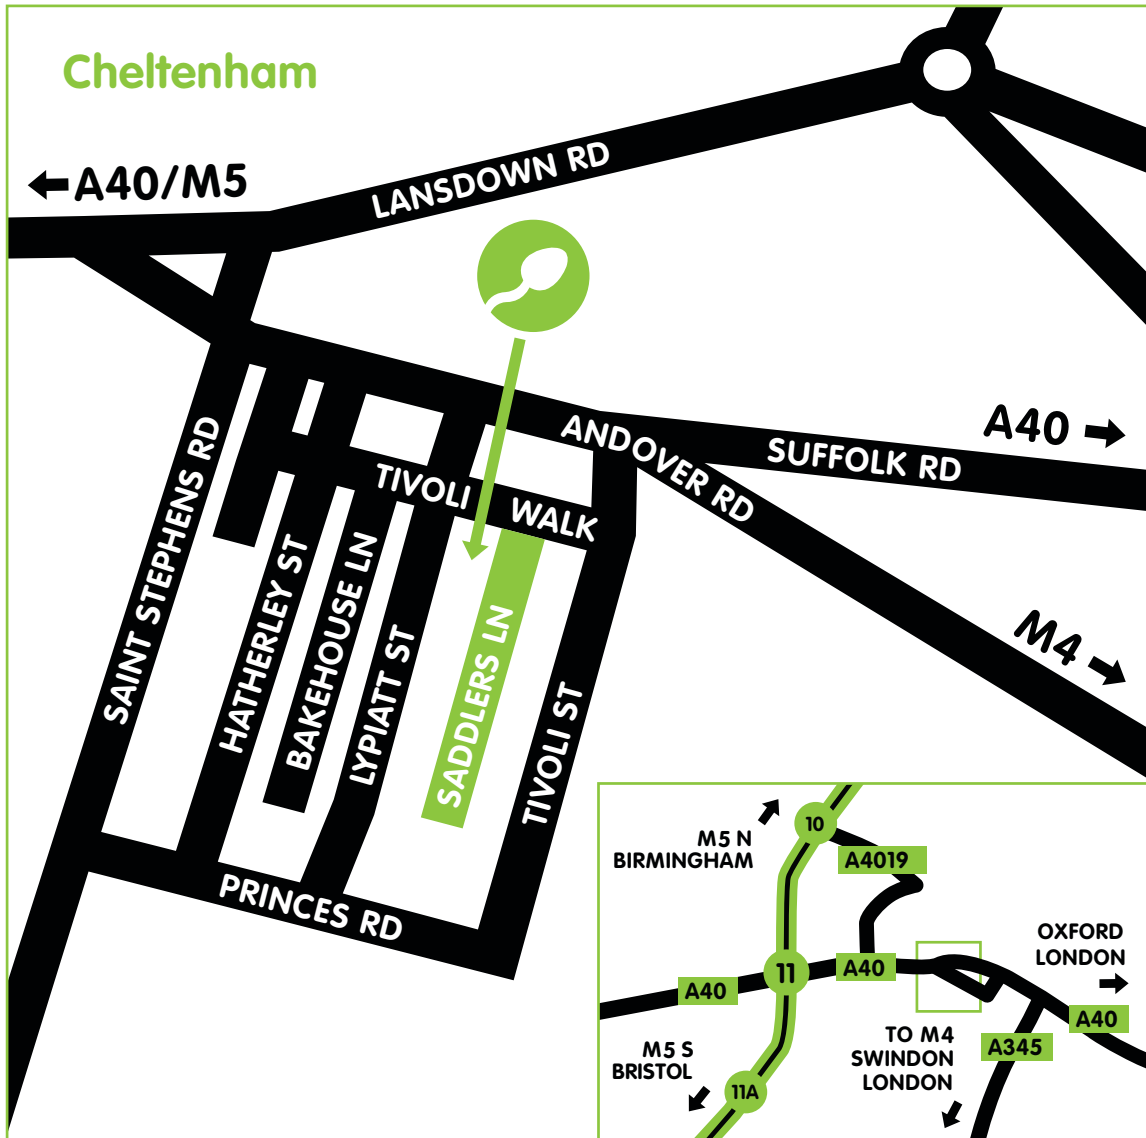 Cheltenham
A40/M5
LANSDOWN RD
A40
ANDOVER RD
SUFFOLK RD
TIVOLI WALK
SAINT STEPHENS RD
HATHERLEY ST
BAKEHOUSE LN
LYPIATT ST
SADDLERS LN
TIVOLI ST
M4
PRINCES RD
10
M5 N
BIRMINGHAM
A4019
OXFORD
LONDON
11
A40
A40
A40
M5 S
BRISTOL
TO M4
SWINDON
LONDON
A345
11A